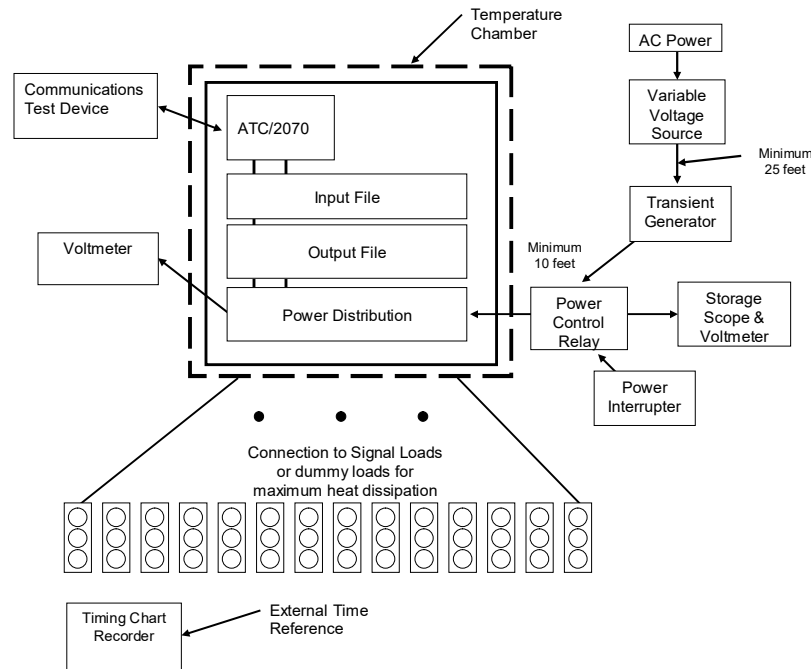 Temperature
Chamber
AC Power
Communications
Test Device
ATC/2070
Variable
Voltage
Source
Minimum
25 feet
Input File
Transient
Generator
Voltmeter
Output File
Minimum
10 feet
Power Distribution
Power
Control
Relay
Storage
Scope &
Voltmeter
Power
Interrupter
Connection to Signal Loads
or dummy loads for
maximum heat dissipation
Timing Chart
Recorder
External Time
Reference